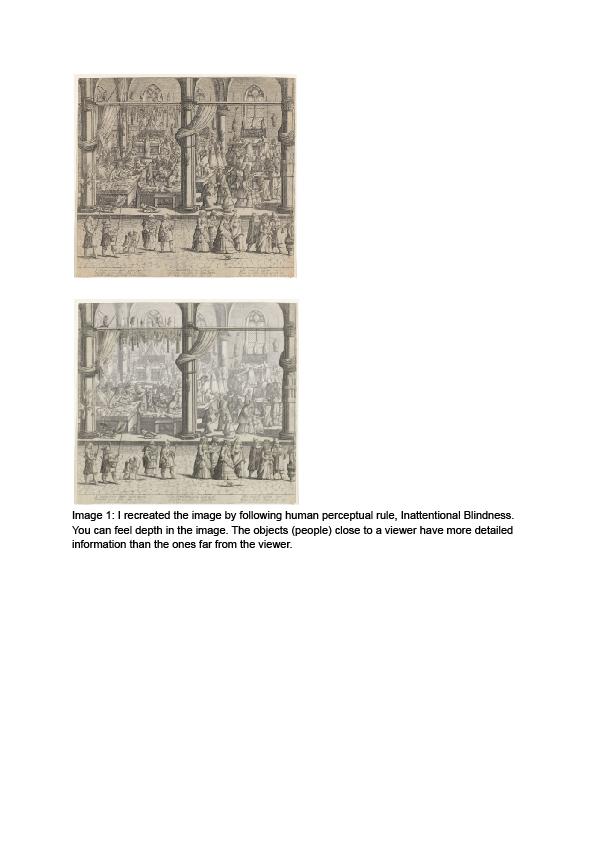 Image 1: I recreated the image by following human perceptual rule, Inattentional Blindness.
You can feel depth in the image. The objects (people) close to a viewer have more detailed
information than the ones far from the viewer.